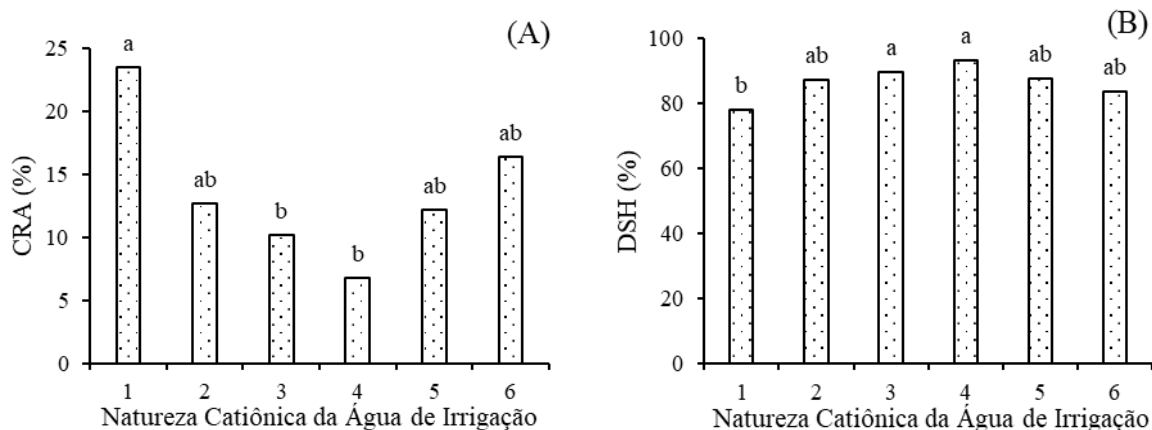 (A)
CRA (%)
25
20
15
10
5
0
a
ab
b
b
ab
ab
1 2 3 4 5 6
Natureza Catiônica da Água de Irrigação
(B)
DSH (%)
100
80
60
40
20
0
b
ab
a
a
ab
ab
1 2 3 4 5 6
Natureza Catiônica da Água de Irrigação